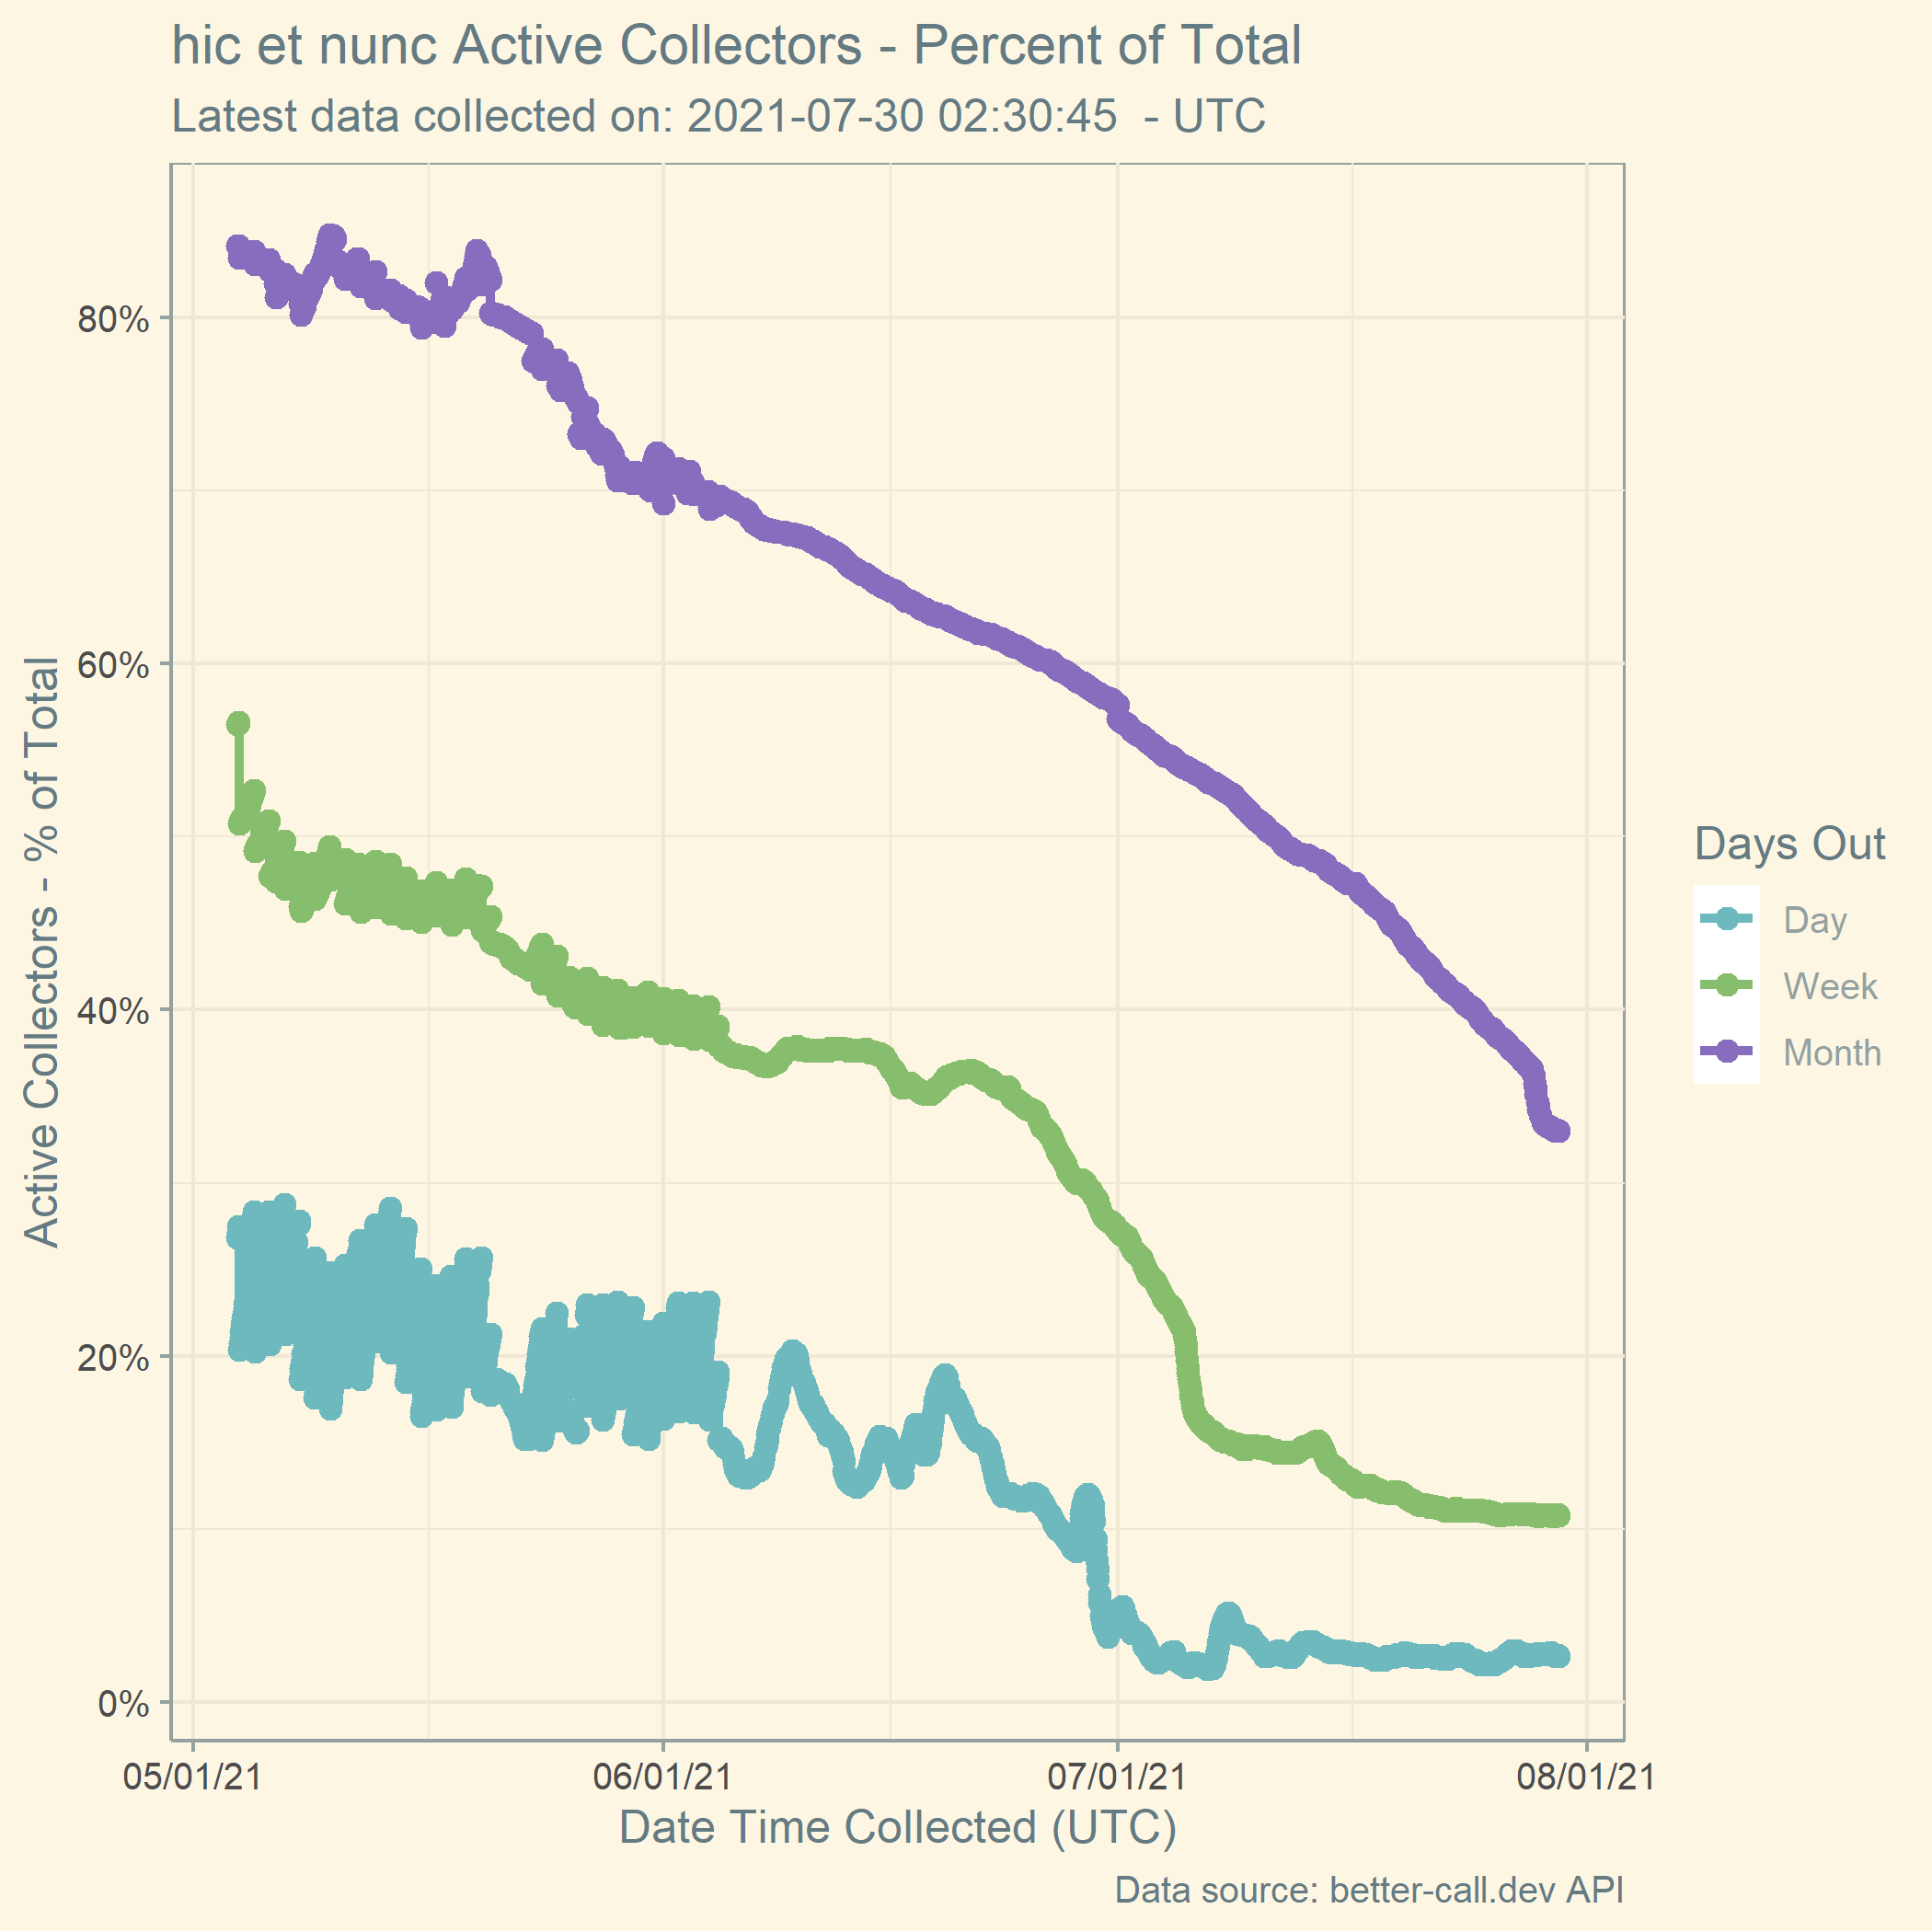 hic et nunc Active Collectors - Percent of Total
Latest data collected on: 2021-07-30 02:30:45  - UTC
Active Collectors - % of Total
80%
60%
40%
20%
0%
05/01/21
06/01/21
07/01/21
08/01/21
Date Time Collected (UTC)
Days Out
Day
Week
Month
Data source: better-call.dev API